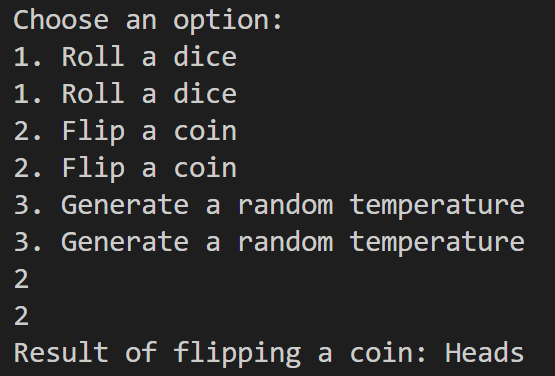 Choose an option:
1. Roll a dice
1. Roll a dice
2. Flip a coin
2. Flip a coin
3. Generate a random temperature
3. Generate a random temperature
2
2
Result of flipping a coin: Heads